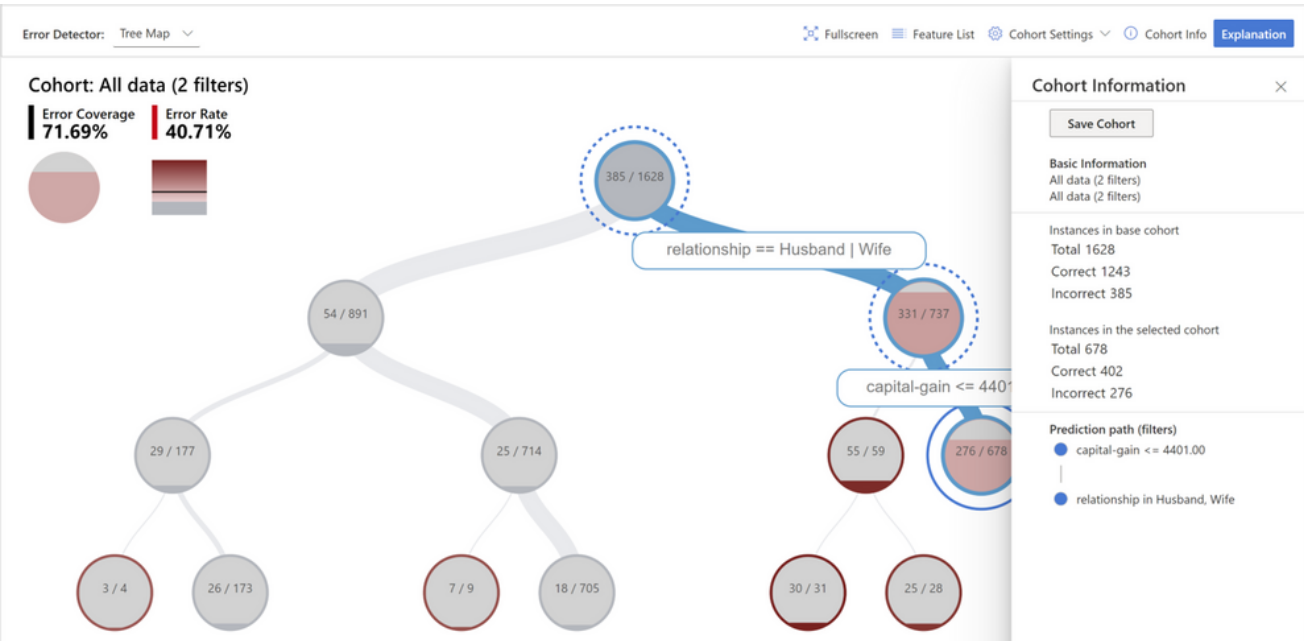 Error Detector: Tree Map
Fullscreen Feature List Cohort Settings Cohort Info Explanation
Cohort: All data (2 filters)
Error Coverage
71.69%
Error Rate
40.71%
385 / 1628
relationship == Husband | Wife
54 / 891
331 / 737
capital-gain <= 4401
29 / 177
25 / 714
55 / 59
276 / 678
3 / 4
26 / 173
7 / 9
18 / 705
30 / 31
25 / 28
Cohort Information
Save Cohort
Basic Information
All data (2 filters)
All data (2 filters)
Instances in base cohort
Total 1628
Correct 1243
Incorrect 385
Instances in the selected cohort
Total 678
Correct 402
Incorrect 276
Prediction path (filters)
capital-gain <= 4401.00
relationship in Husband, Wife